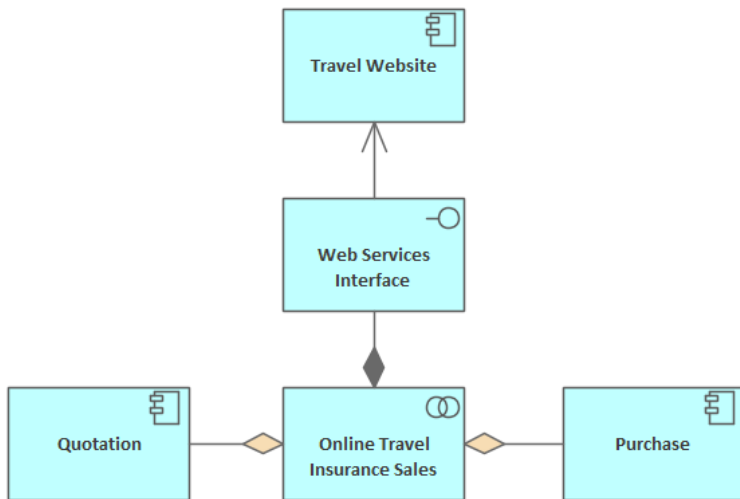 Travel Website
Web Services
Interface
Quotation
Online Travel
Insurance Sales
Purchase